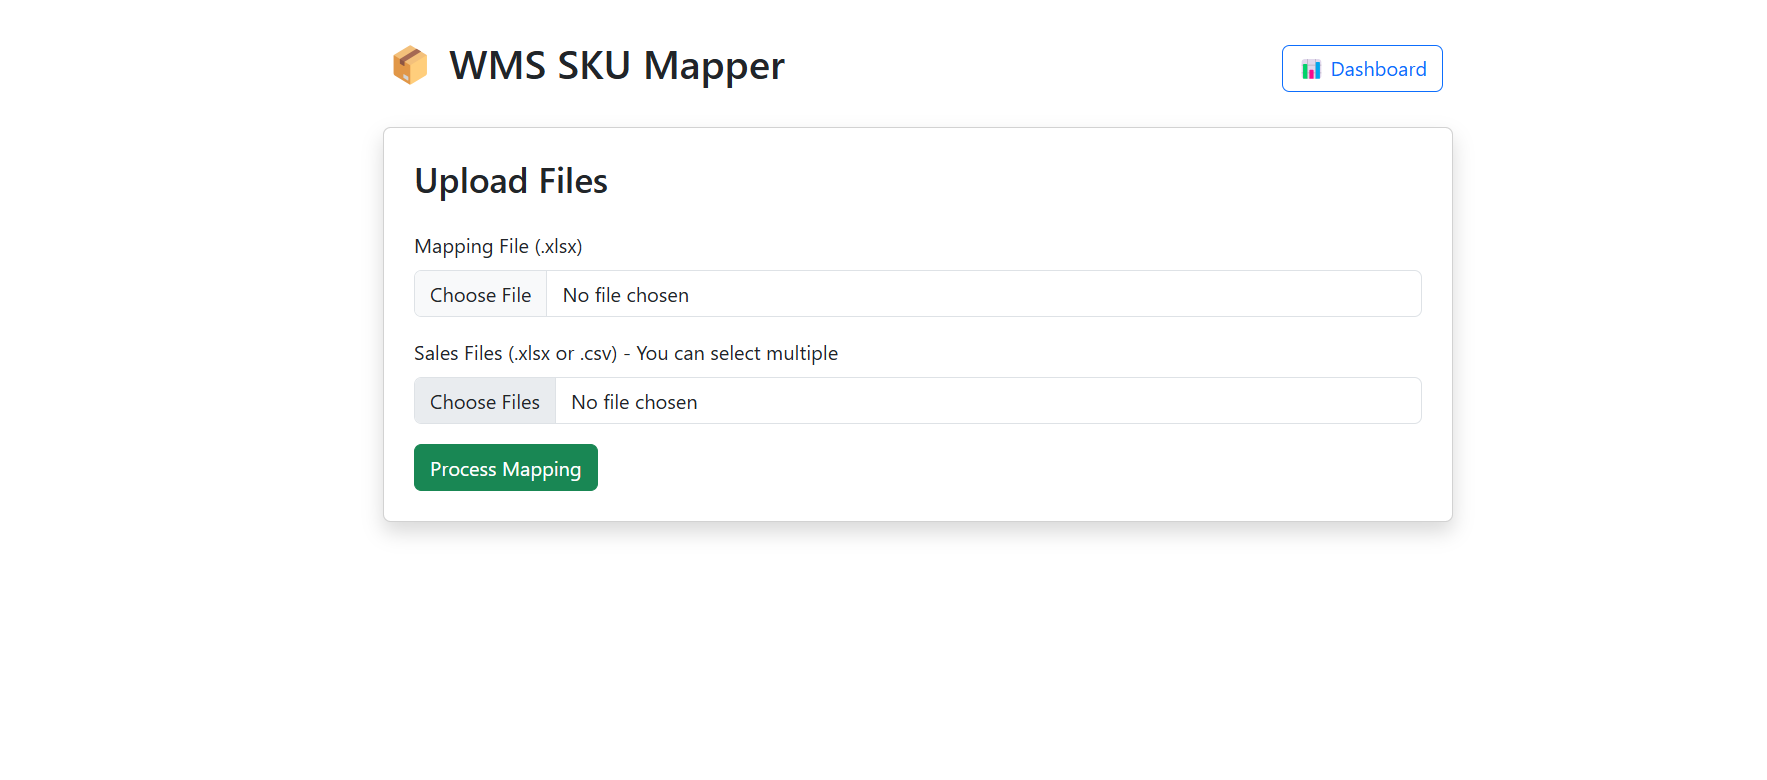 WMS SKU Mapper
Dashboard
Upload Files
Mapping File (.xlsx)
Choose File No file chosen
Sales Files (.xlsx or .csv) - You can select multiple
Choose Files No file chosen
Process Mapping